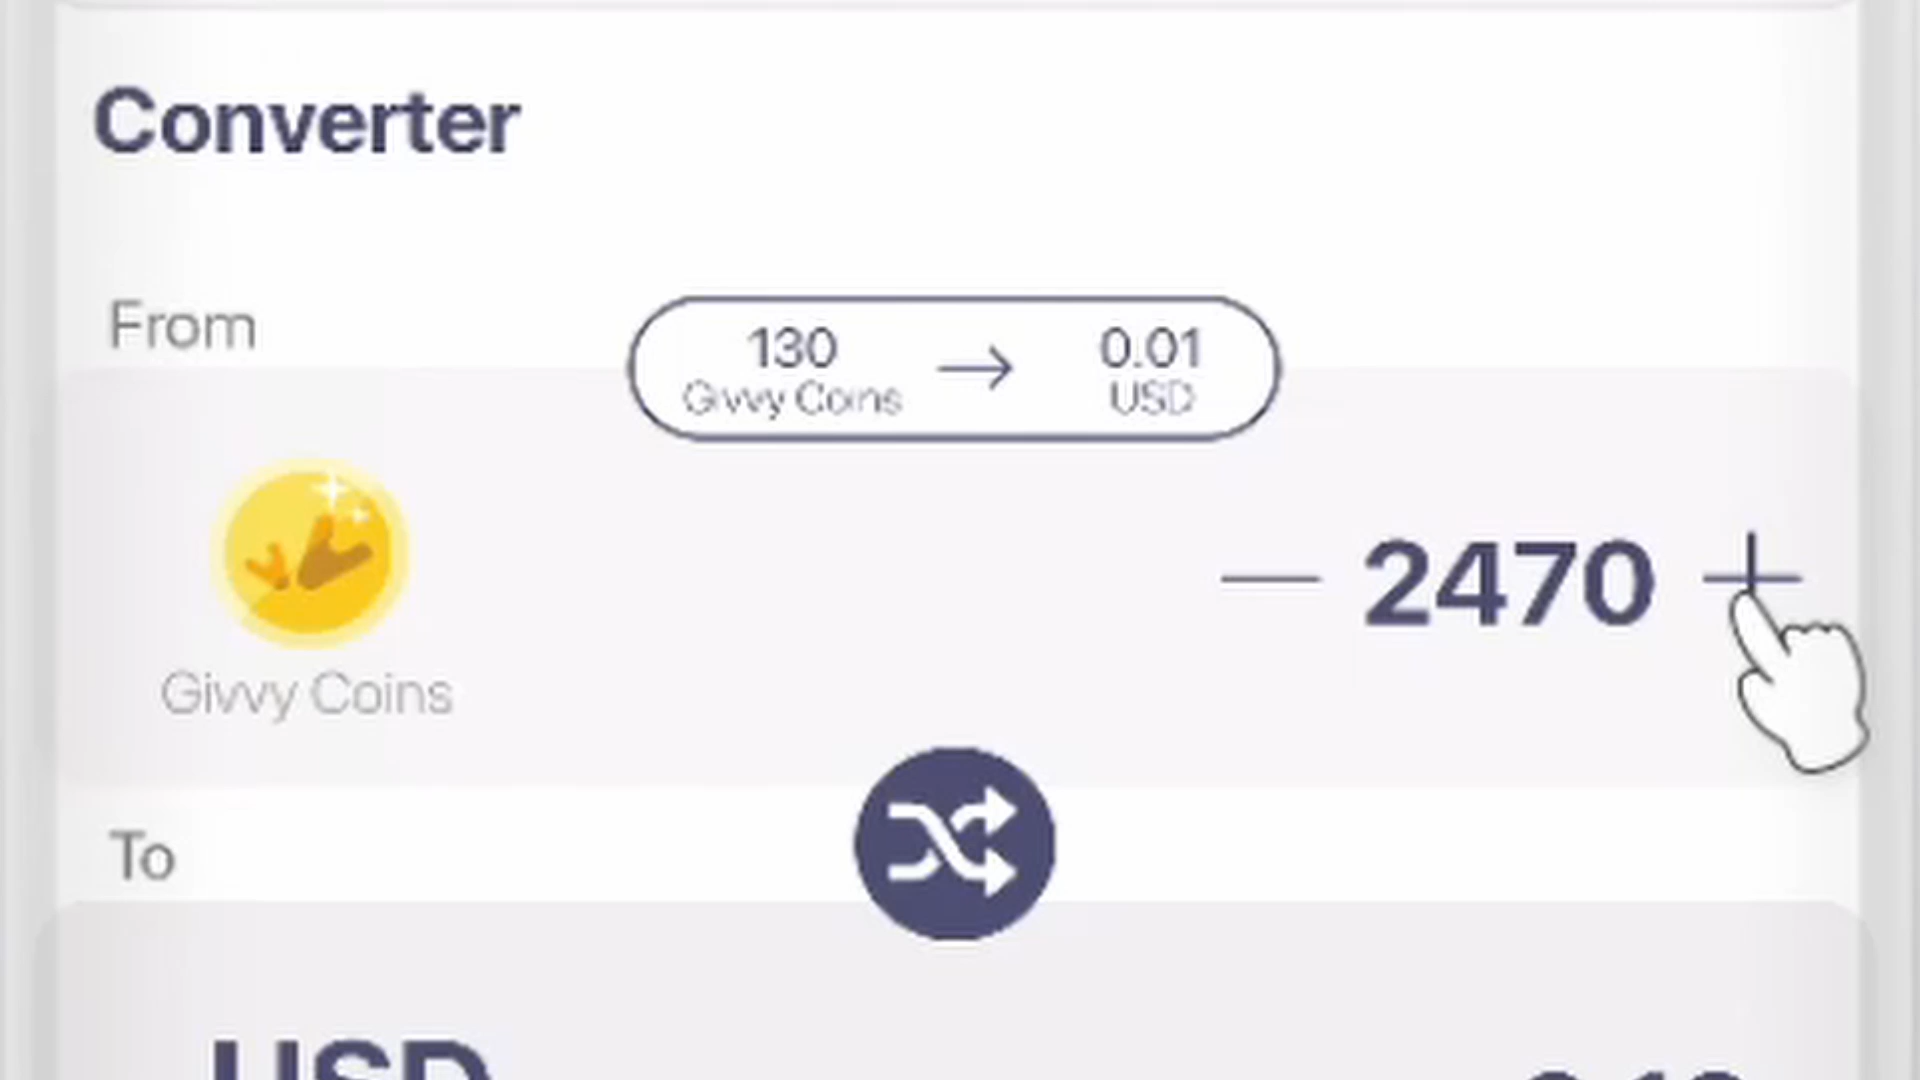 Converter
From
130 → 0.01
Givvy Coins USD
— 2470 +
Givvy Coins
To
USD